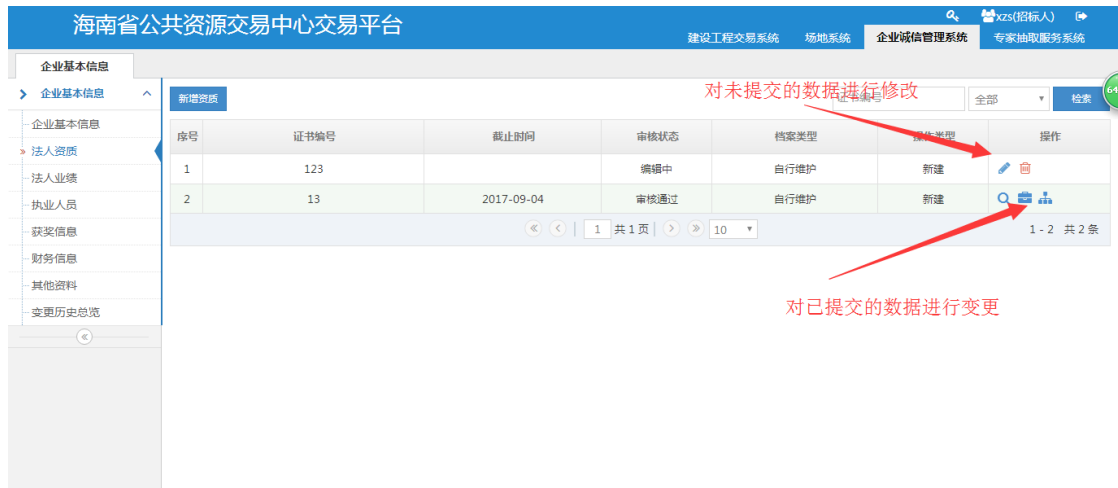 海南省公共资源交易中心交易平台
xzs(招标人)
建设工程交易系统 场地系统 企业诚信管理系统 专家抽取服务系统
企业基本信息
企业基本信息
企业基本信息
法人资质
法人业绩
执业人员
获奖信息
财务信息
其他资料
变更历史总览
新增资质
对未提交的数据进行修改
证书编号 全部 检索
64
序号 证书编号 截止时间 审核状态 档案类型 操作类型 操作
1 123 编辑中 自行维护 新建
2 13 2017-09-04 审核通过 自行维护 新建
1 共1页 10 1 - 2 共2条
对已提交的数据进行变更